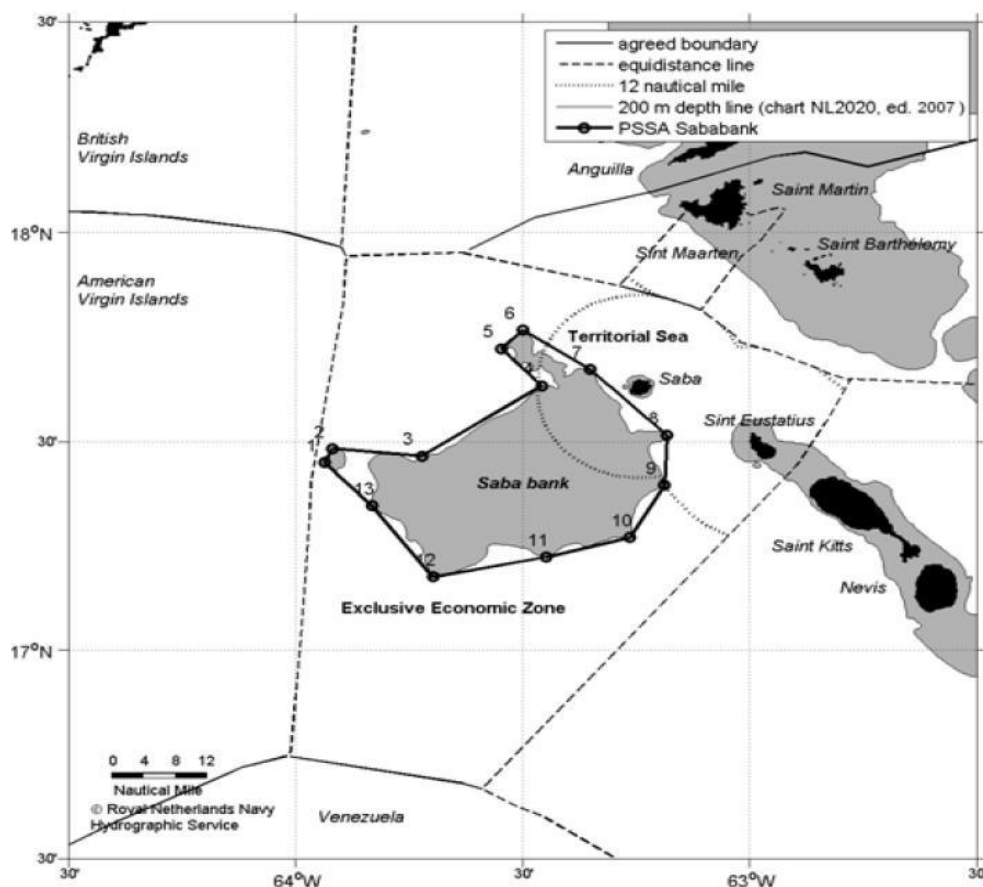 30'
agreed boundary
equidistance line
12 nautical mile
200 m depth line (chart NL2020, ed. 2007)
PSSA Sababank
British
Virgin Islands
Anguilla
Saint Martin
18°N
Sint Maarten
Saint Barthélemy
American
Virgin Islands
6
5
Territorial Sea
7
4
Saba
8
Sint Eustatius
2
3
30'
1
9
Saba bank
13
10
Saint Kitts
11
12
Nevis
Exclusive Economic Zone
17°N
0 4 8 12
Nautical Mile
© Royal Netherlands Navy
Hydrographic Service
Venezuela
30'
30'
64°W
30'
63°W
30'